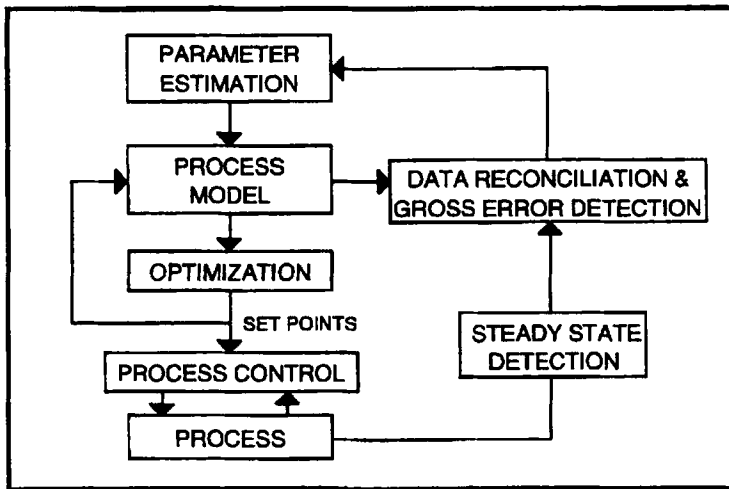 PARAMETER
ESTIMATION
PROCESS
MODEL
DATA RECONCILIATION &
GROSS ERROR DETECTION
OPTIMIZATION
SET POINTS
STEADY STATE
DETECTION
PROCESS CONTROL
PROCESS